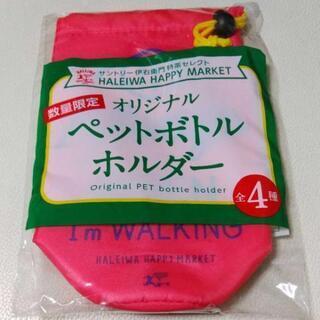 サントリー伊右衛門 特茶セレクト
HALEIWA HAPPY MARKET
数量限定
オリジナル
ペットボトル
ホルダー
Original PET bottle holder
全4種
I'm WALKING
HALEIWA HAPPY MARKET